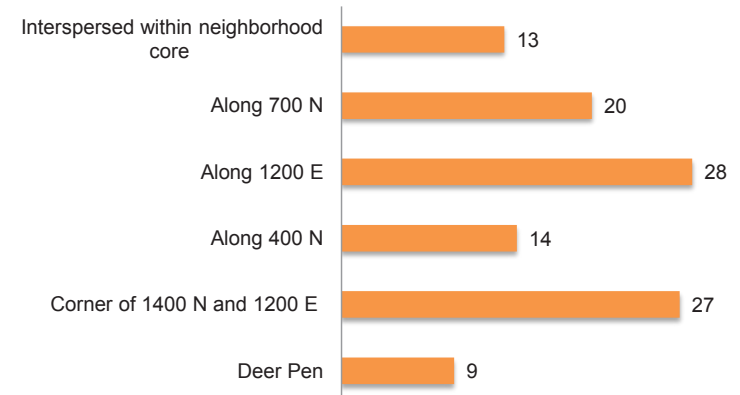 Interspersed within neighborhood
core
13
Along 700 N
20
Along 1200 E
28
Along 400 N
14
Corner of 1400 N and 1200 E
27
Deer Pen
9